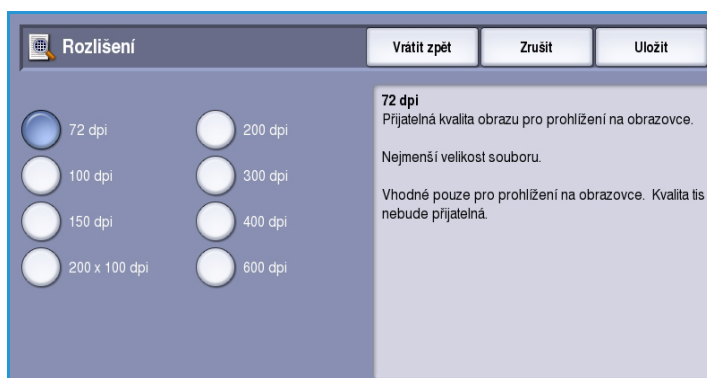 Rozlišení
Vrátit zpět
Zrušit
Uložit
72 dpi
200 dpi
100 dpi
300 dpi
150 dpi
400 dpi
200 x 100 dpi
600 dpi
72 dpi
Přijatelná kvalita obrazu pro prohlížení na obrazovce.
Nejmenší velikost souboru.
Vhodné pouze pro prohlížení na obrazovce. Kvalita tis
nebude přijatelná.